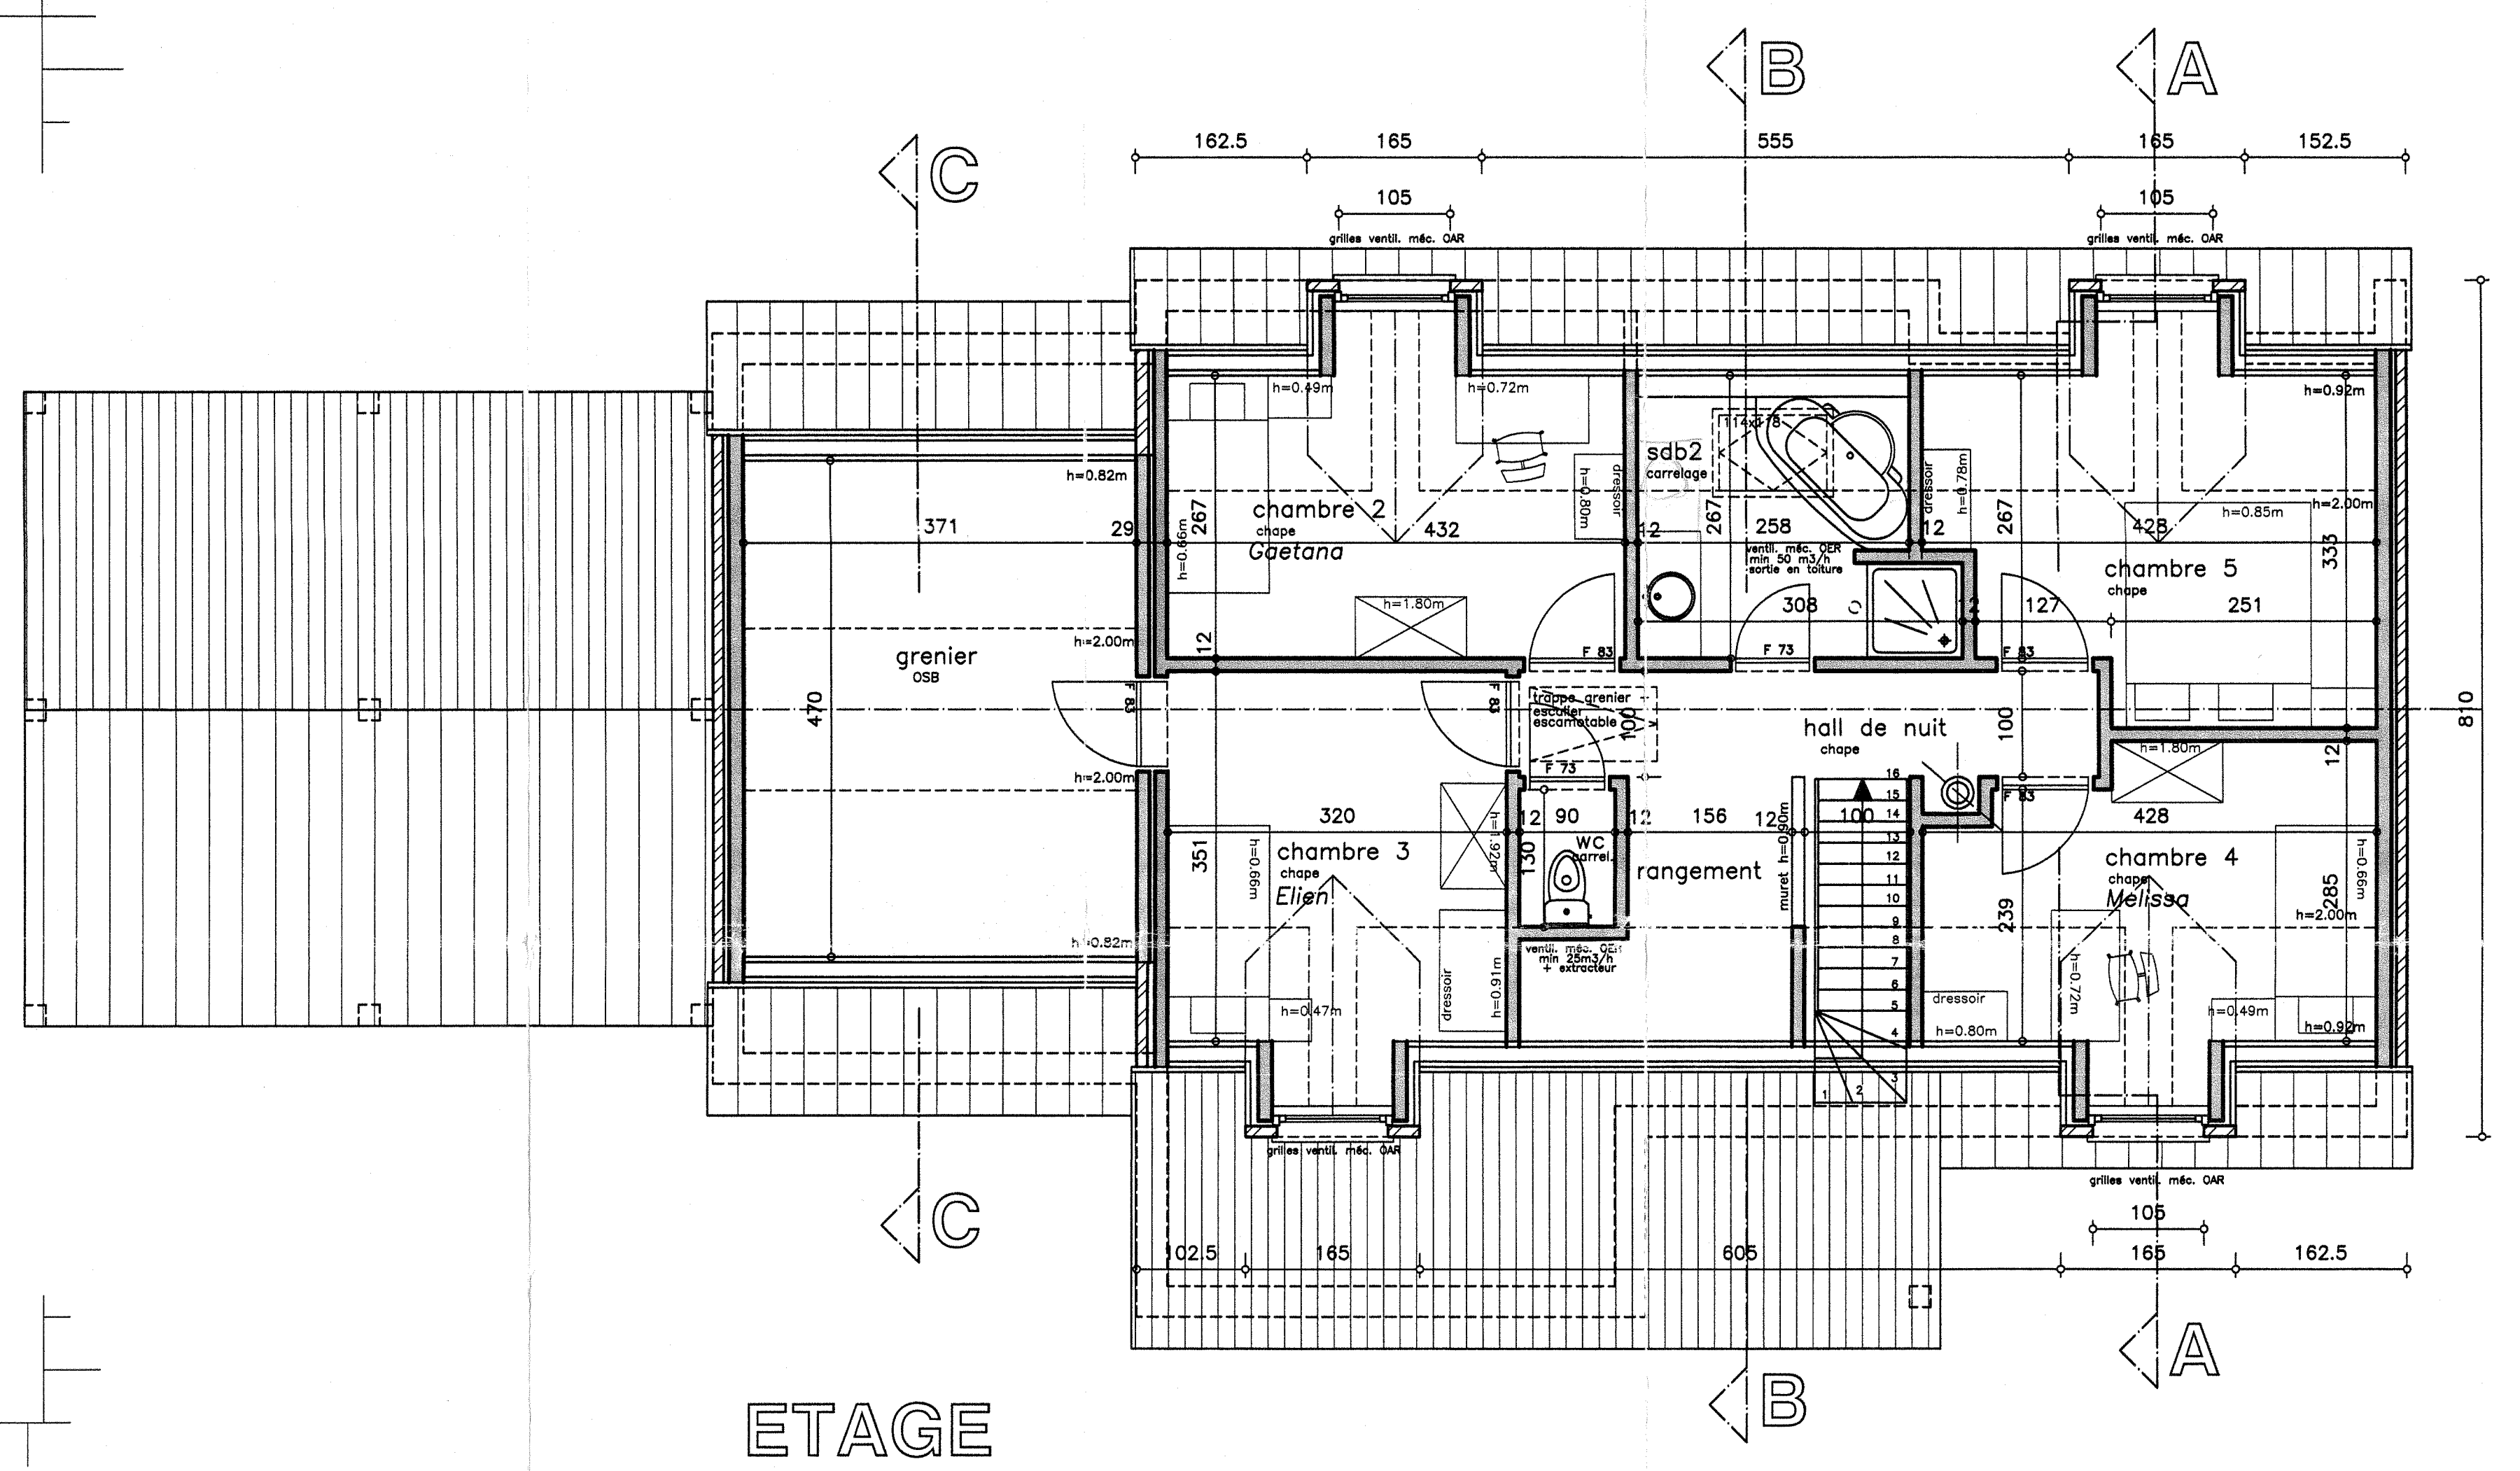 B
A
C
162.5
165
555
165
152.5
105
105
grilles ventil. méc. OAR
grilles ventil. méc. OAR
h=0.49m
h=0.72m
h=0.92m
114x118
sdb2
carrelage
dressoir
h=0.80m
dressoir
h=0.78m
h=0.82m
h=2.00m
h=0.85m
chambre 2
chape
Gaetana
267
267
267
371
29
432
12
258
12
428
333
h=0.66m
ventil. méc. OER
min 50 m3/h
sortie en toiture
chambre 5
chape
h=1.80m
308
12
127
251
12
h=2.00m
F 83
F 73
F 83
grenier
OSB
470
F 83
F 83
trappe grenier
escalier
escamotable
100
hall de nuit
chape
100
810
h=2.00m
F 73
h=1.80m
12
F 83
16
15
14
13
12
11
10
9
8
7
6
5
4
3
2
1
320
12
90
12
156
12
100
428
muret h=0.90m
h=1.92m
130
WC
carrel.
rangement
351
h=0.66m
chambre 3
chape
Elien
chambre 4
chape
Melissa
h=0.66m
285
239
h=2.00m
h=0.82m
ventil. méc. OER
min 25m3/h
+ extracteur
dressoir
h=0.91m
h=0.47m
dressoir
h=0.80m
h=0.72m
h=0.49m
h=0.92m
grilles ventil. méc. OAR
grilles ventil. méc. OAR
105
C
102.5
165
605
165
162.5
A
B
ETAGE